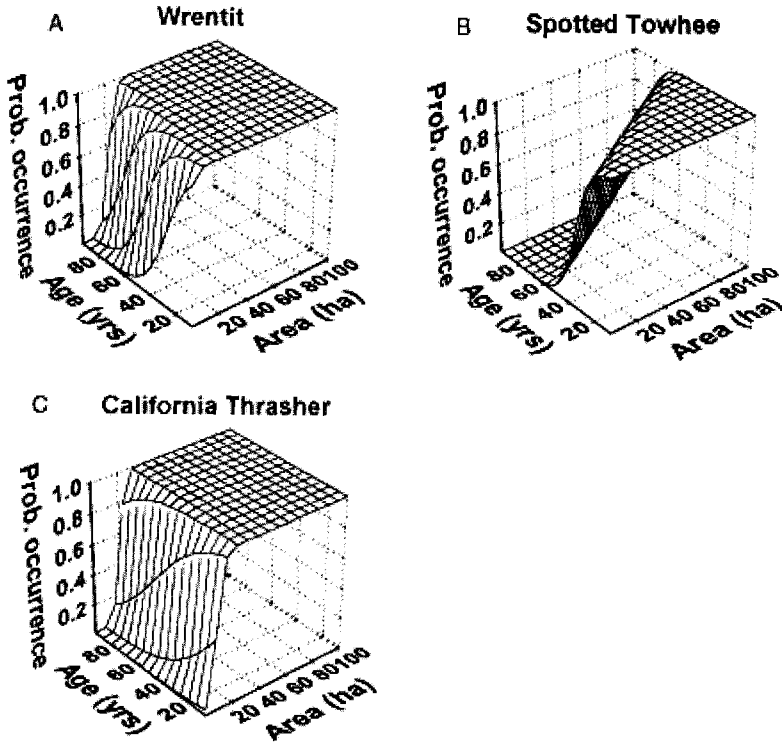 A Wrentit
Prob. occurrence
1.0
0.8
0.6
0.4
0.2
80
60
40
20
Age (yrs)
20 40 60 80 100
Area (ha)
B Spotted Towhee
Prob. occurrence
1.0
0.8
0.6
0.4
0.2
80
60
40
20
Age (yrs)
20 40 60 80 100
Area (ha)
C California Thrasher
Prob. occurrence
1.0
0.8
0.6
0.4
0.2
80
60
40
20
Age (yrs)
20 40 60 80 100
Area (ha)